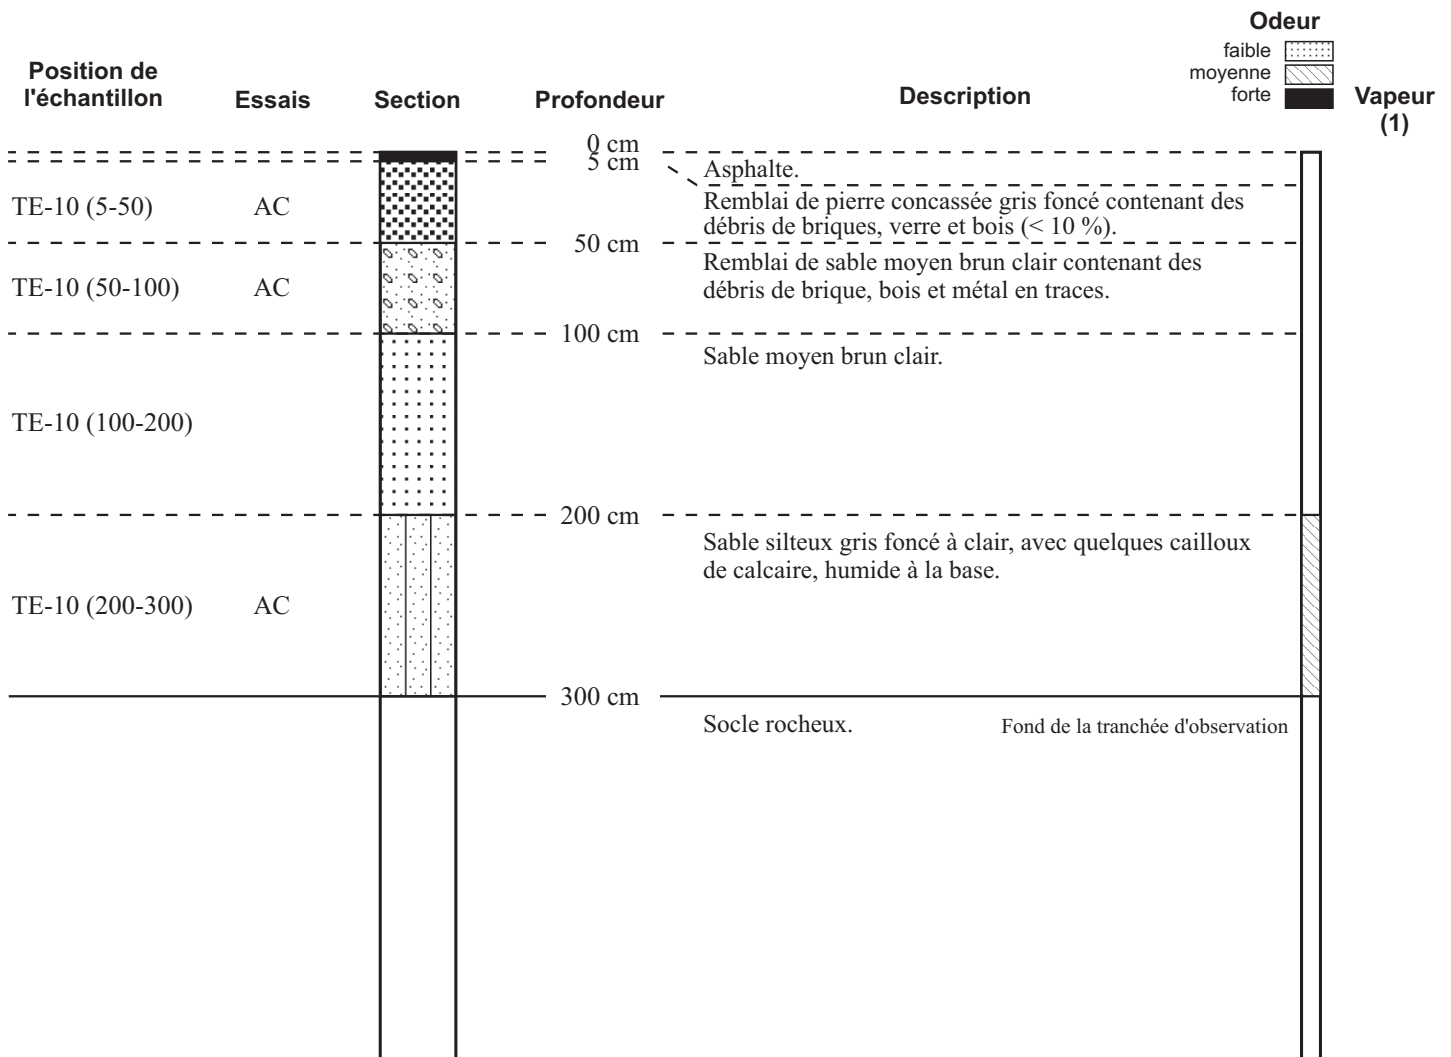 Odeur
faible
moyenne
forte
Position de
l'échantillon
Essais
Section
Profondeur
Description
Vapeur
(1)
0 cm
5 cm
Asphalte.
TE-10 (5-50)
AC
Remblai de pierre concassée gris foncé contenant des
débris de briques, verre et bois (< 10 %).
50 cm
TE-10 (50-100)
AC
Remblai de sable moyen brun clair contenant des
débris de brique, bois et métal en traces.
100 cm
Sable moyen brun clair.
TE-10 (100-200)
200 cm
Sable silteux gris foncé à clair, avec quelques cailloux
de calcaire, humide à la base.
TE-10 (200-300)
AC
300 cm
Socle rocheux.
Fond de la tranchée d'observation